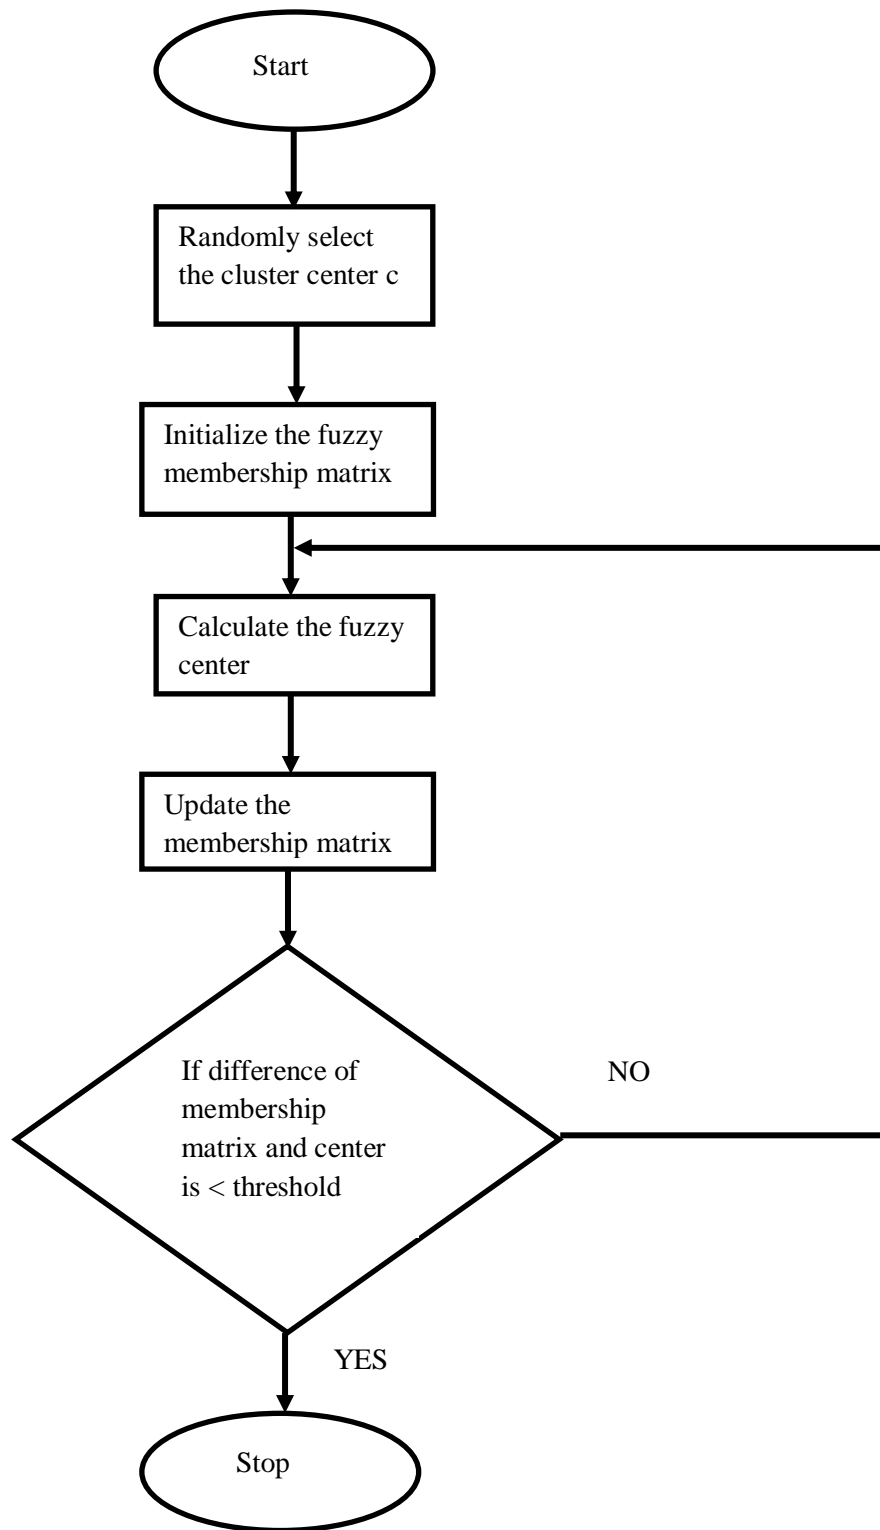 Start
Randomly select
the cluster center c
Initialize the fuzzy
membership matrix
Calculate the fuzzy
center
Update the
membership matrix
If difference of
membership
matrix and center
is < threshold
NO
YES
Stop